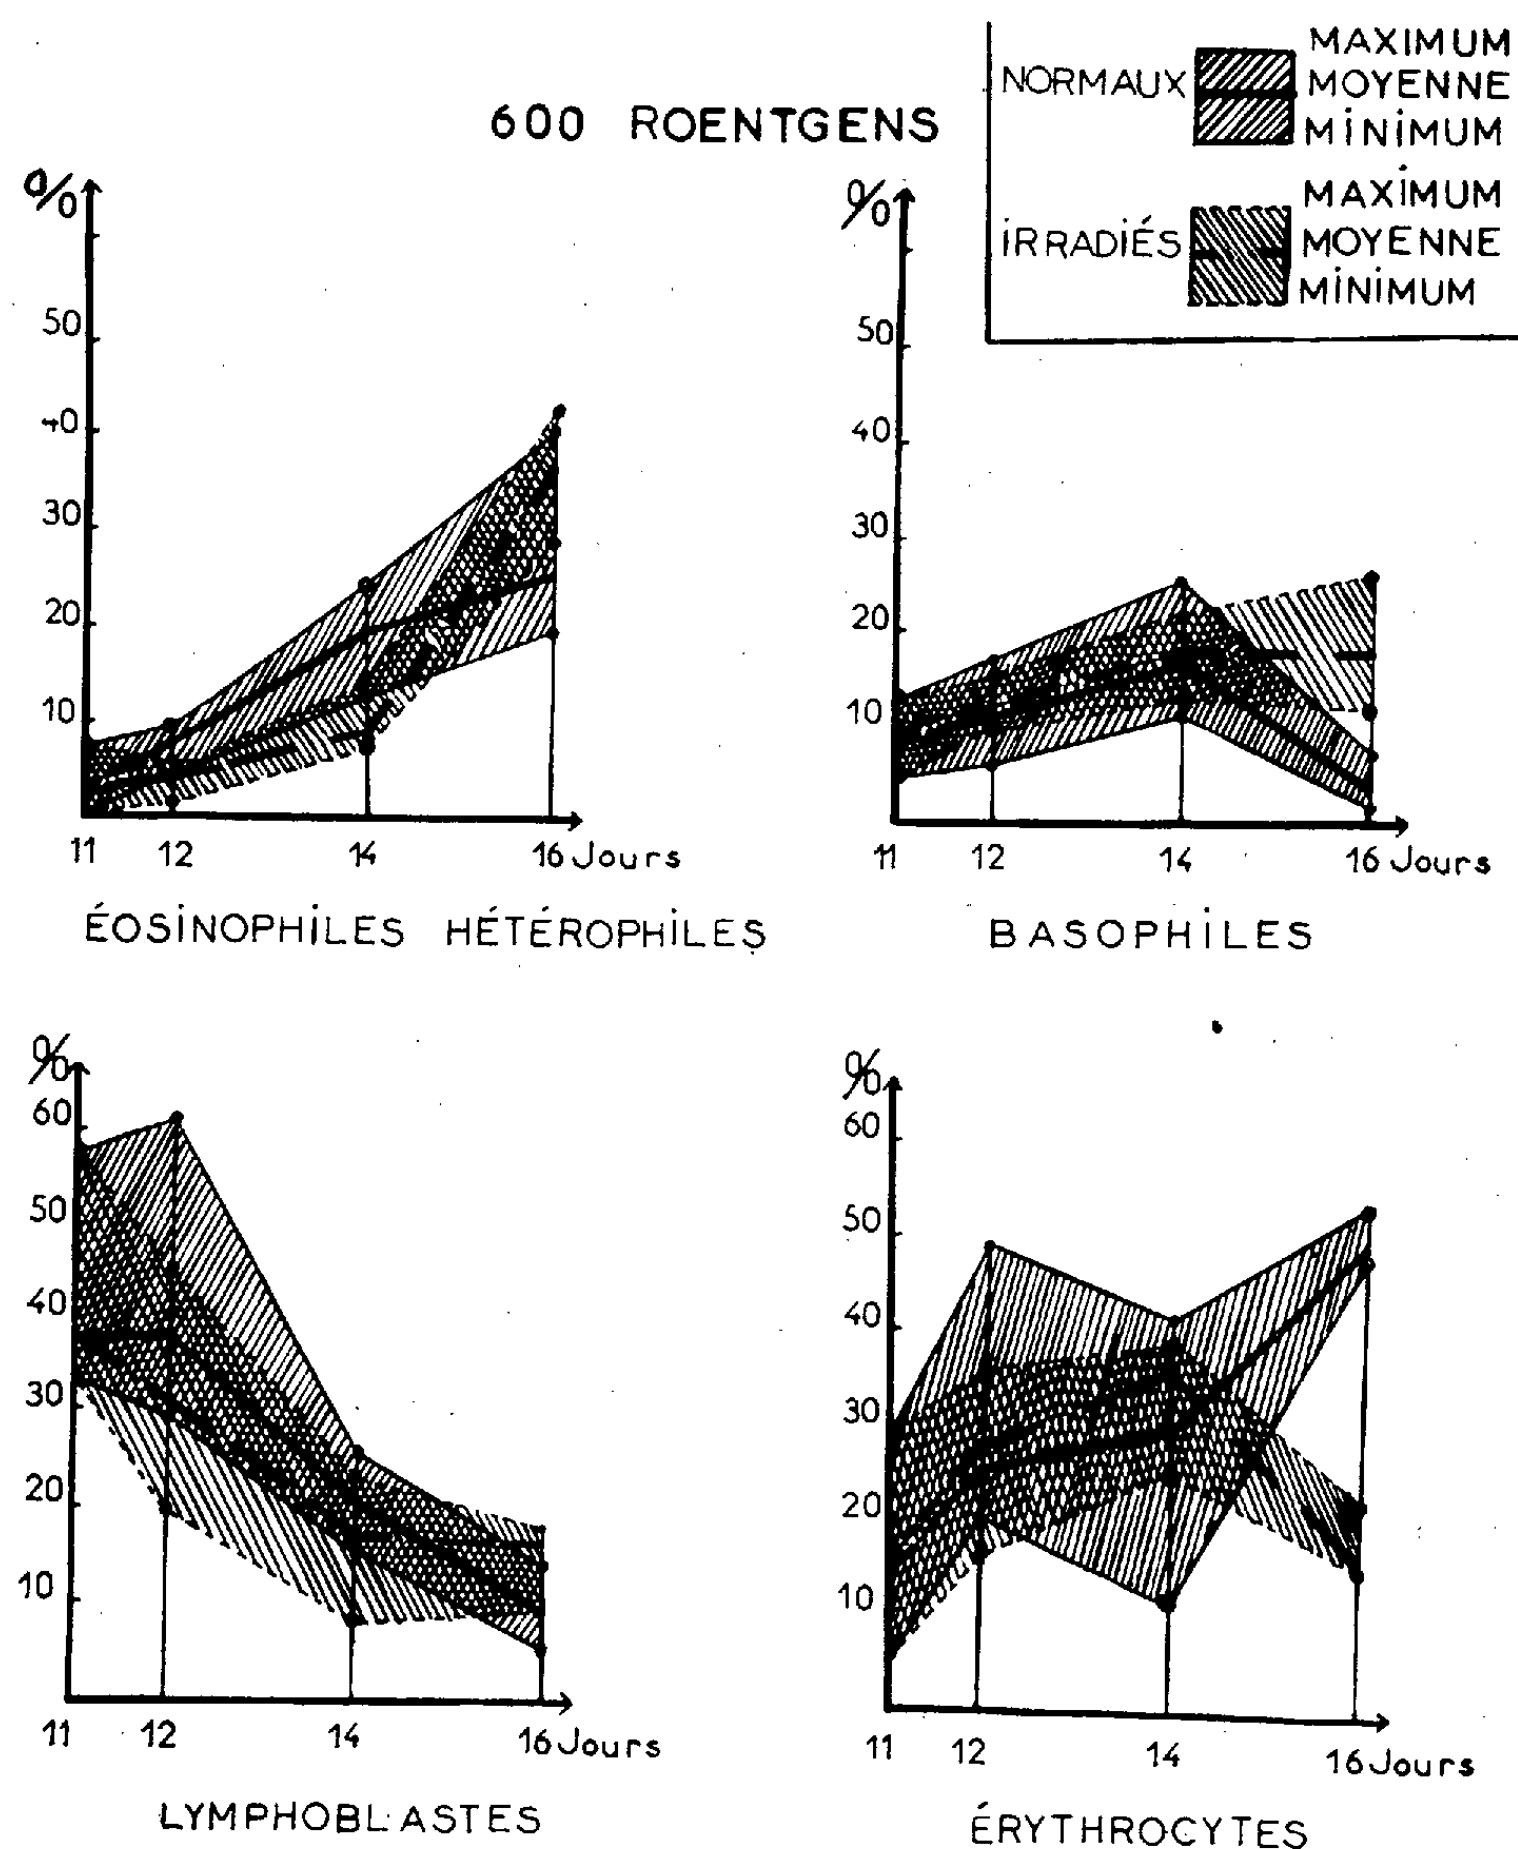 600 ROENTGENS
NORMAUX
MAXIMUM
MOYENNE
MINIMUM
IRRADIÉS
MAXIMUM
MOYENNE
MINIMUM
%
50
40
30
20
10
11 12 14 16 Jours
ÉOSINOPHILES HÉTÉROPHILES
%
50
40
30
20
10
11 12 14 16 Jours
BASOPHILES
%
60
50
40
30
20
10
11 12 14 16 Jours
LYMPHOBLASTES
%
60
50
40
30
20
10
11 12 14 16 Jours
ÉRYTHROCYTES